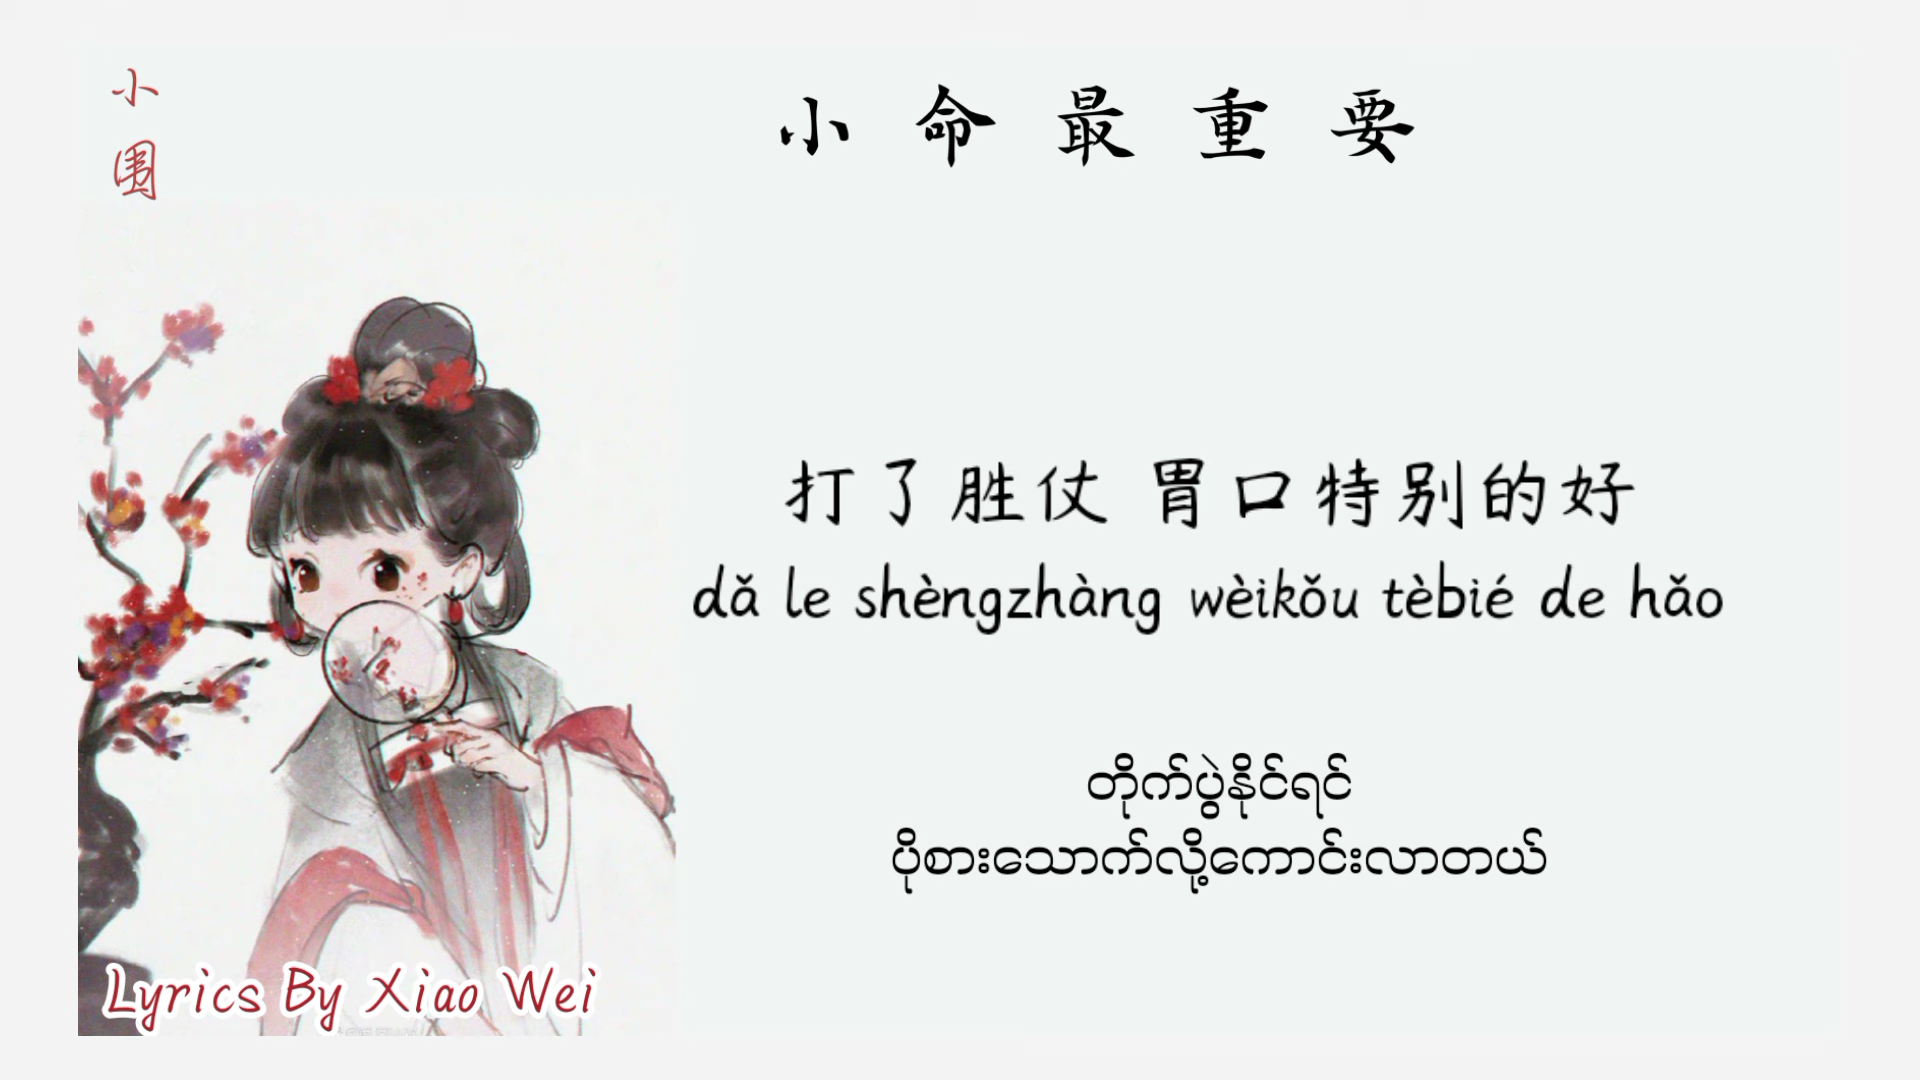 小
围
小命最重要
打了胜仗 胃口特别的好
dǎ le shèngzhàng wèikǒu tèbié de hǎo
တိုက်ပွဲနိုင်ရင်
ပိုစားသောက်လို့ကောင်းလာတယ်
Lyrics By Xiao Wei